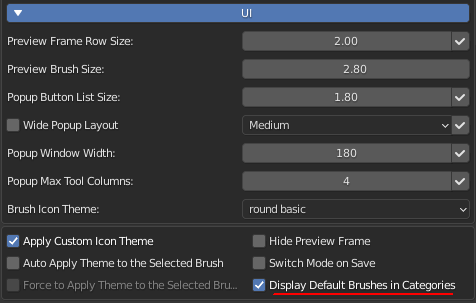 UI
Preview Frame Row Size: 2.00
Preview Brush Size: 2.80
Popup Button List Size: 1.80
Wide Popup Layout Medium
Popup Window Width: 180
Popup Max Tool Columns: 4
Brush Icon Theme: round basic
Apply Custom Icon Theme Hide Preview Frame
Auto Apply Theme to the Selected Brush Switch Mode on Save
Force to Apply Theme to the Selected Bru... Display Default Brushes in Categories